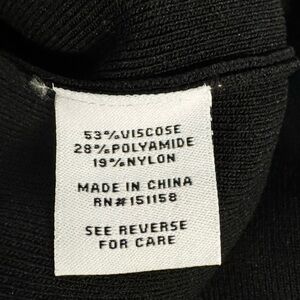 53%VISCOSE
28%POLYAMIDE
19%NYLON
MADE IN CHINA
RN#151158
SEE REVERSE
FOR CARE